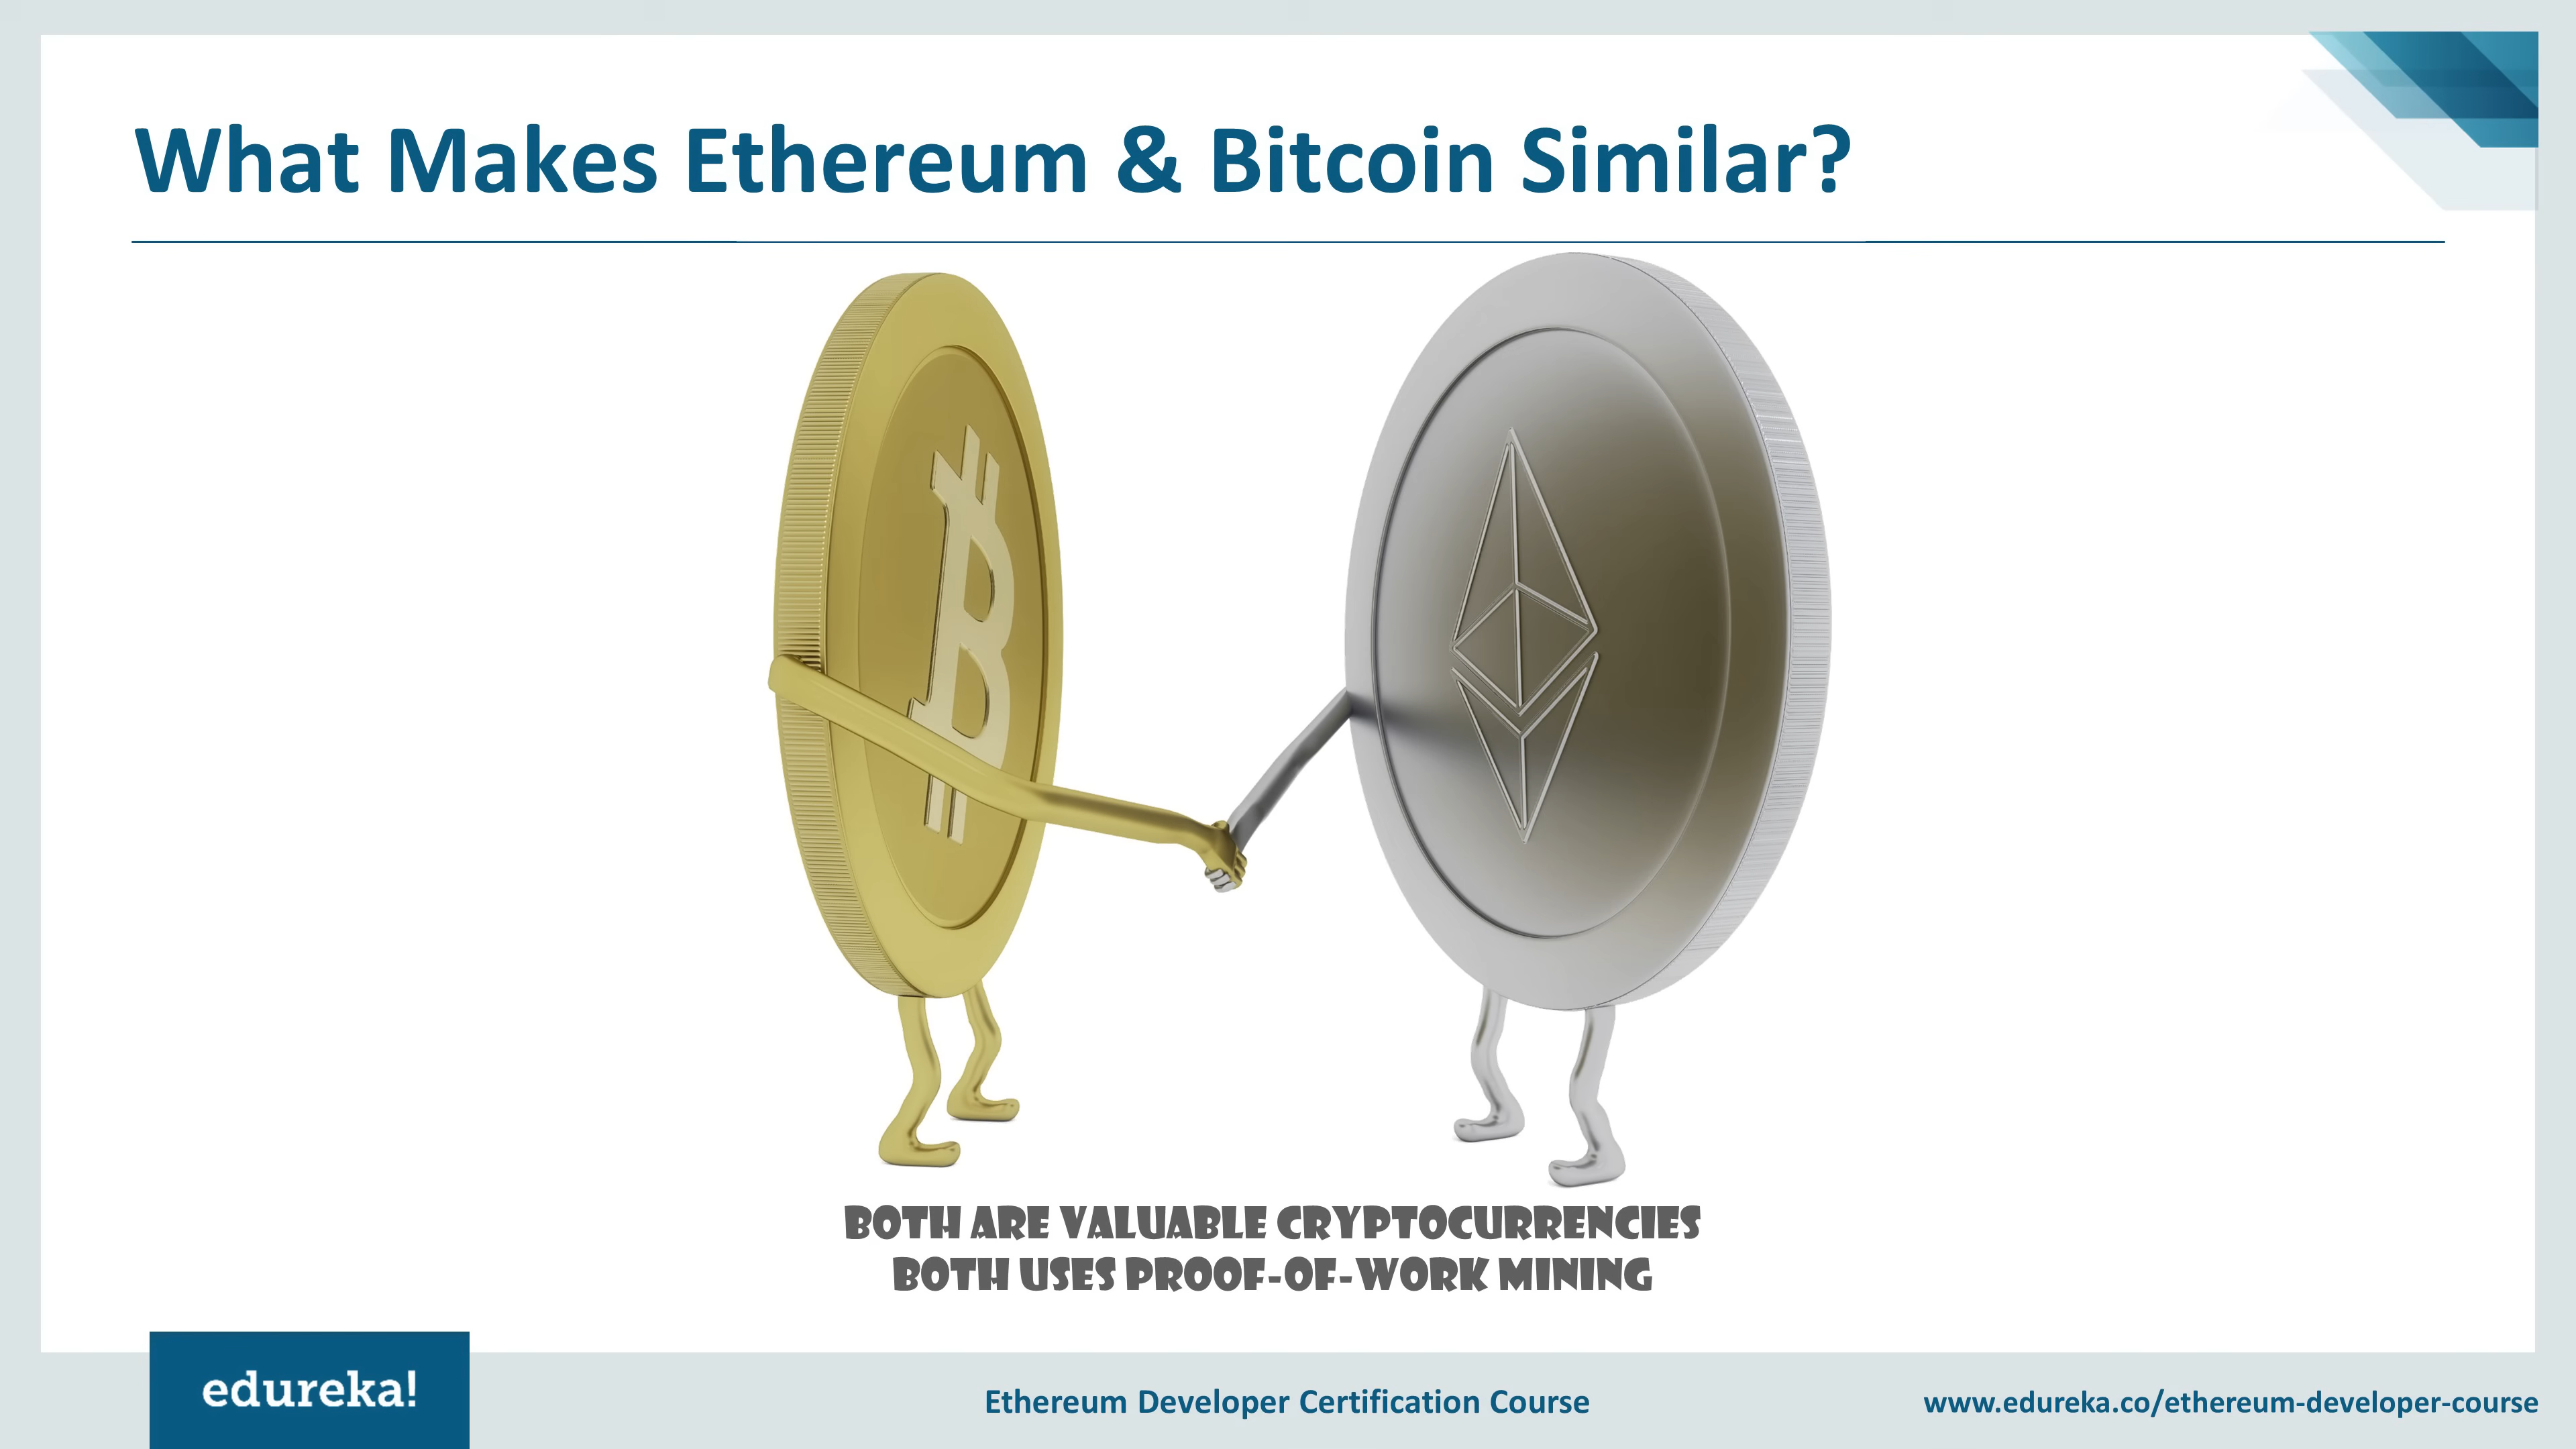 What Makes Ethereum & Bitcoin Similar?
BOTH ARE VALUABLE CRYPTOCURRENCIES
BOTH USES PROOF-OF-WORK MINING
edureka!
Ethereum Developer Certification Course
www.edureka.co/ethereum-developer-course